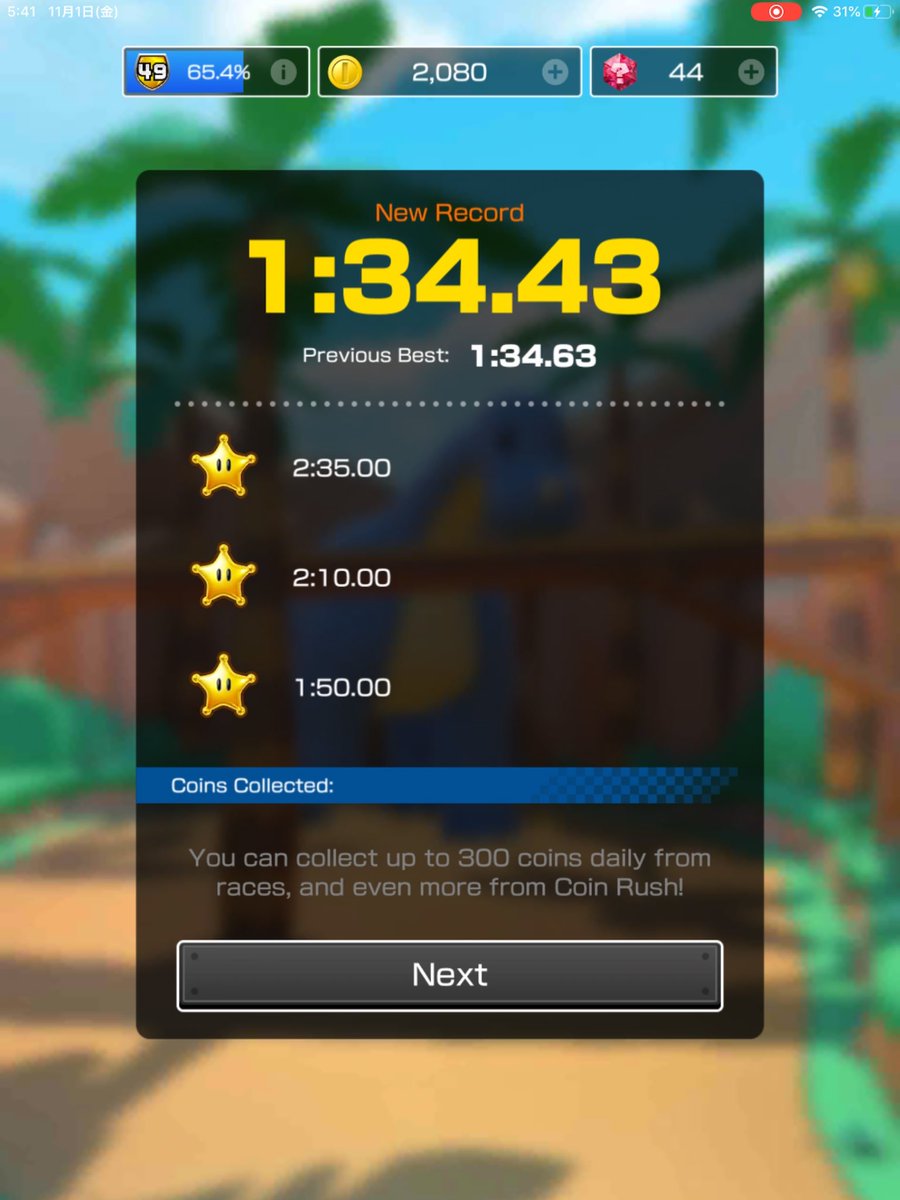 5:41 11月1日(金) 31%
49 65.4% i 2,080 44
New Record
1:34.43
Previous Best: 1:34.63
2:35.00
2:10.00
1:50.00
Coins Collected:
You can collect up to 300 coins daily from
races, and even more from Coin Rush!
Next